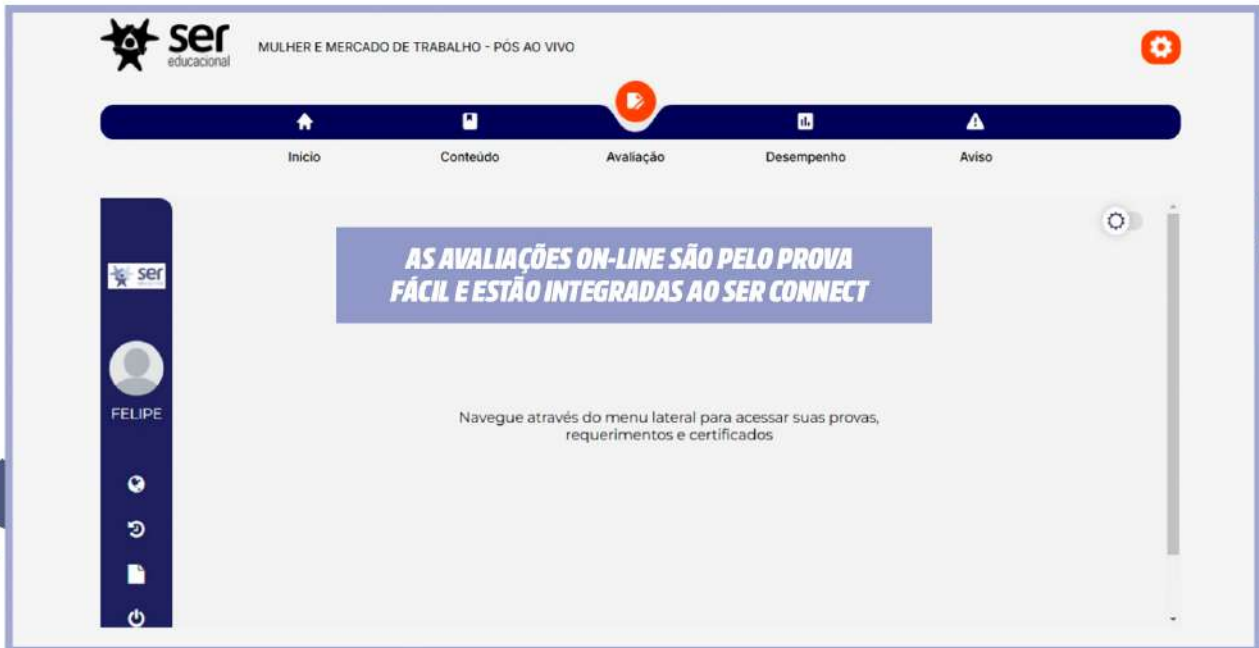 ser
educacional
MULHER E MERCADO DE TRABALHO - PÓS AO VIVO
Inicio
Conteúdo
Avaliação
Desempenho
Aviso
ser
AS AVALIAÇÕES ON-LINE SÃO PELO PROVA
FÁCIL E ESTÃO INTEGRADAS AO SER CONNECT
FELIPE
Navegue através do menu lateral para acessar suas provas,
requerimentos e certificados